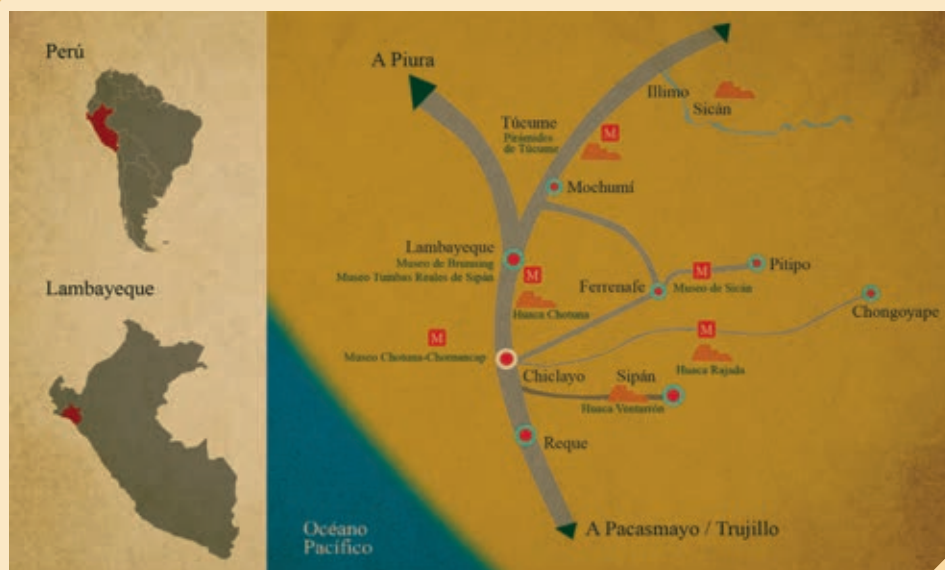 Perú
Lambayeque
A Piura
Illimo
Sicán
Túcume
Pirámides
de Túcume
M
Mochumí
Lambayeque
Museo de Brunning
Museo Tumbas Reales de Sipán
M
Huaca Chotuna
Ferreñafe
M
Museo de Sicán
Pitipo
Chongoyape
M
Museo Chotuna-Chornancap
M
Huaca Rajada
Chiclayo
Sipán
Huaca Ventarrón
Reque
Océano
Pacífico
A Pacasmayo / Trujillo